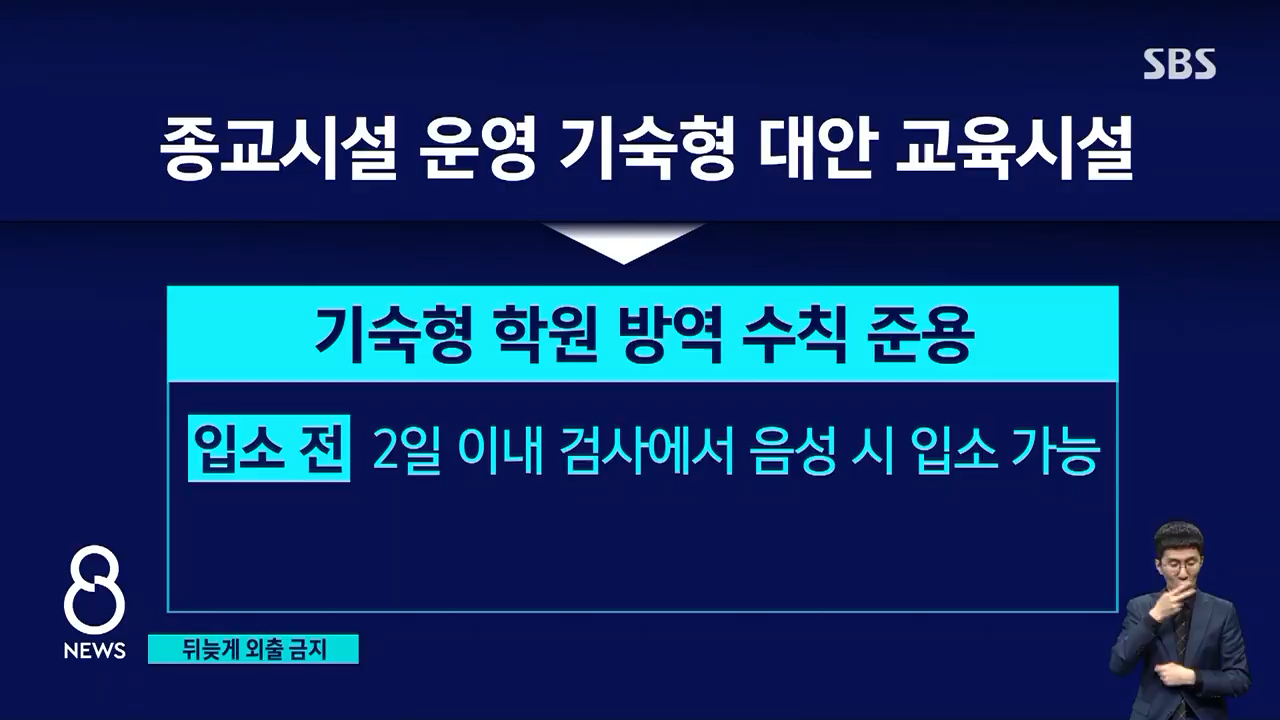 SBS
종교시설 운영 기숙형 대안 교육시설
기숙형 학원 방역 수칙 준용
입소 전 2일 이내 검사에서 음성 시 입소 가능
8
NEWS
뒤늦게 외출 금지